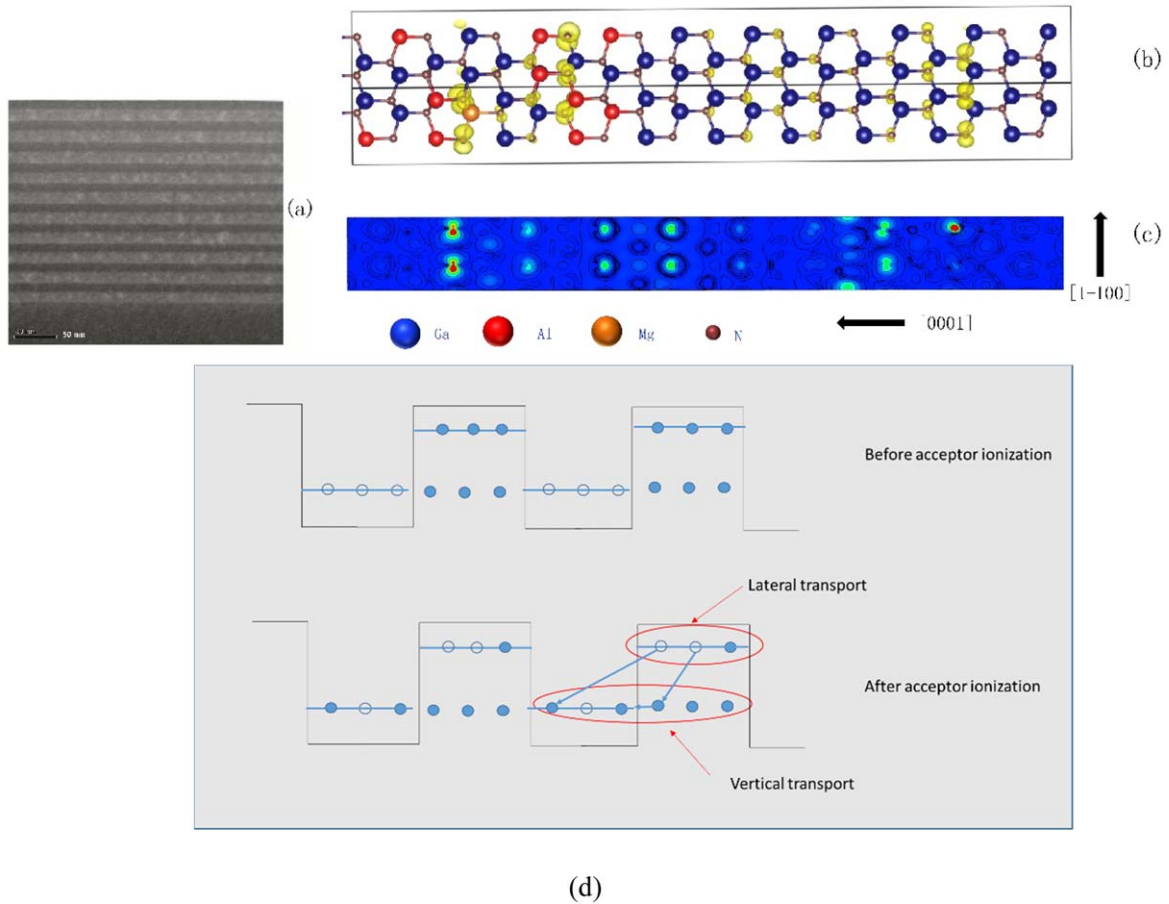 (b)
(a)
(c)
[1-100]
[0001]
Ga Al Mg N
50 nm
Before acceptor ionization
Lateral transport
After acceptor ionization
Vertical transport
(d)